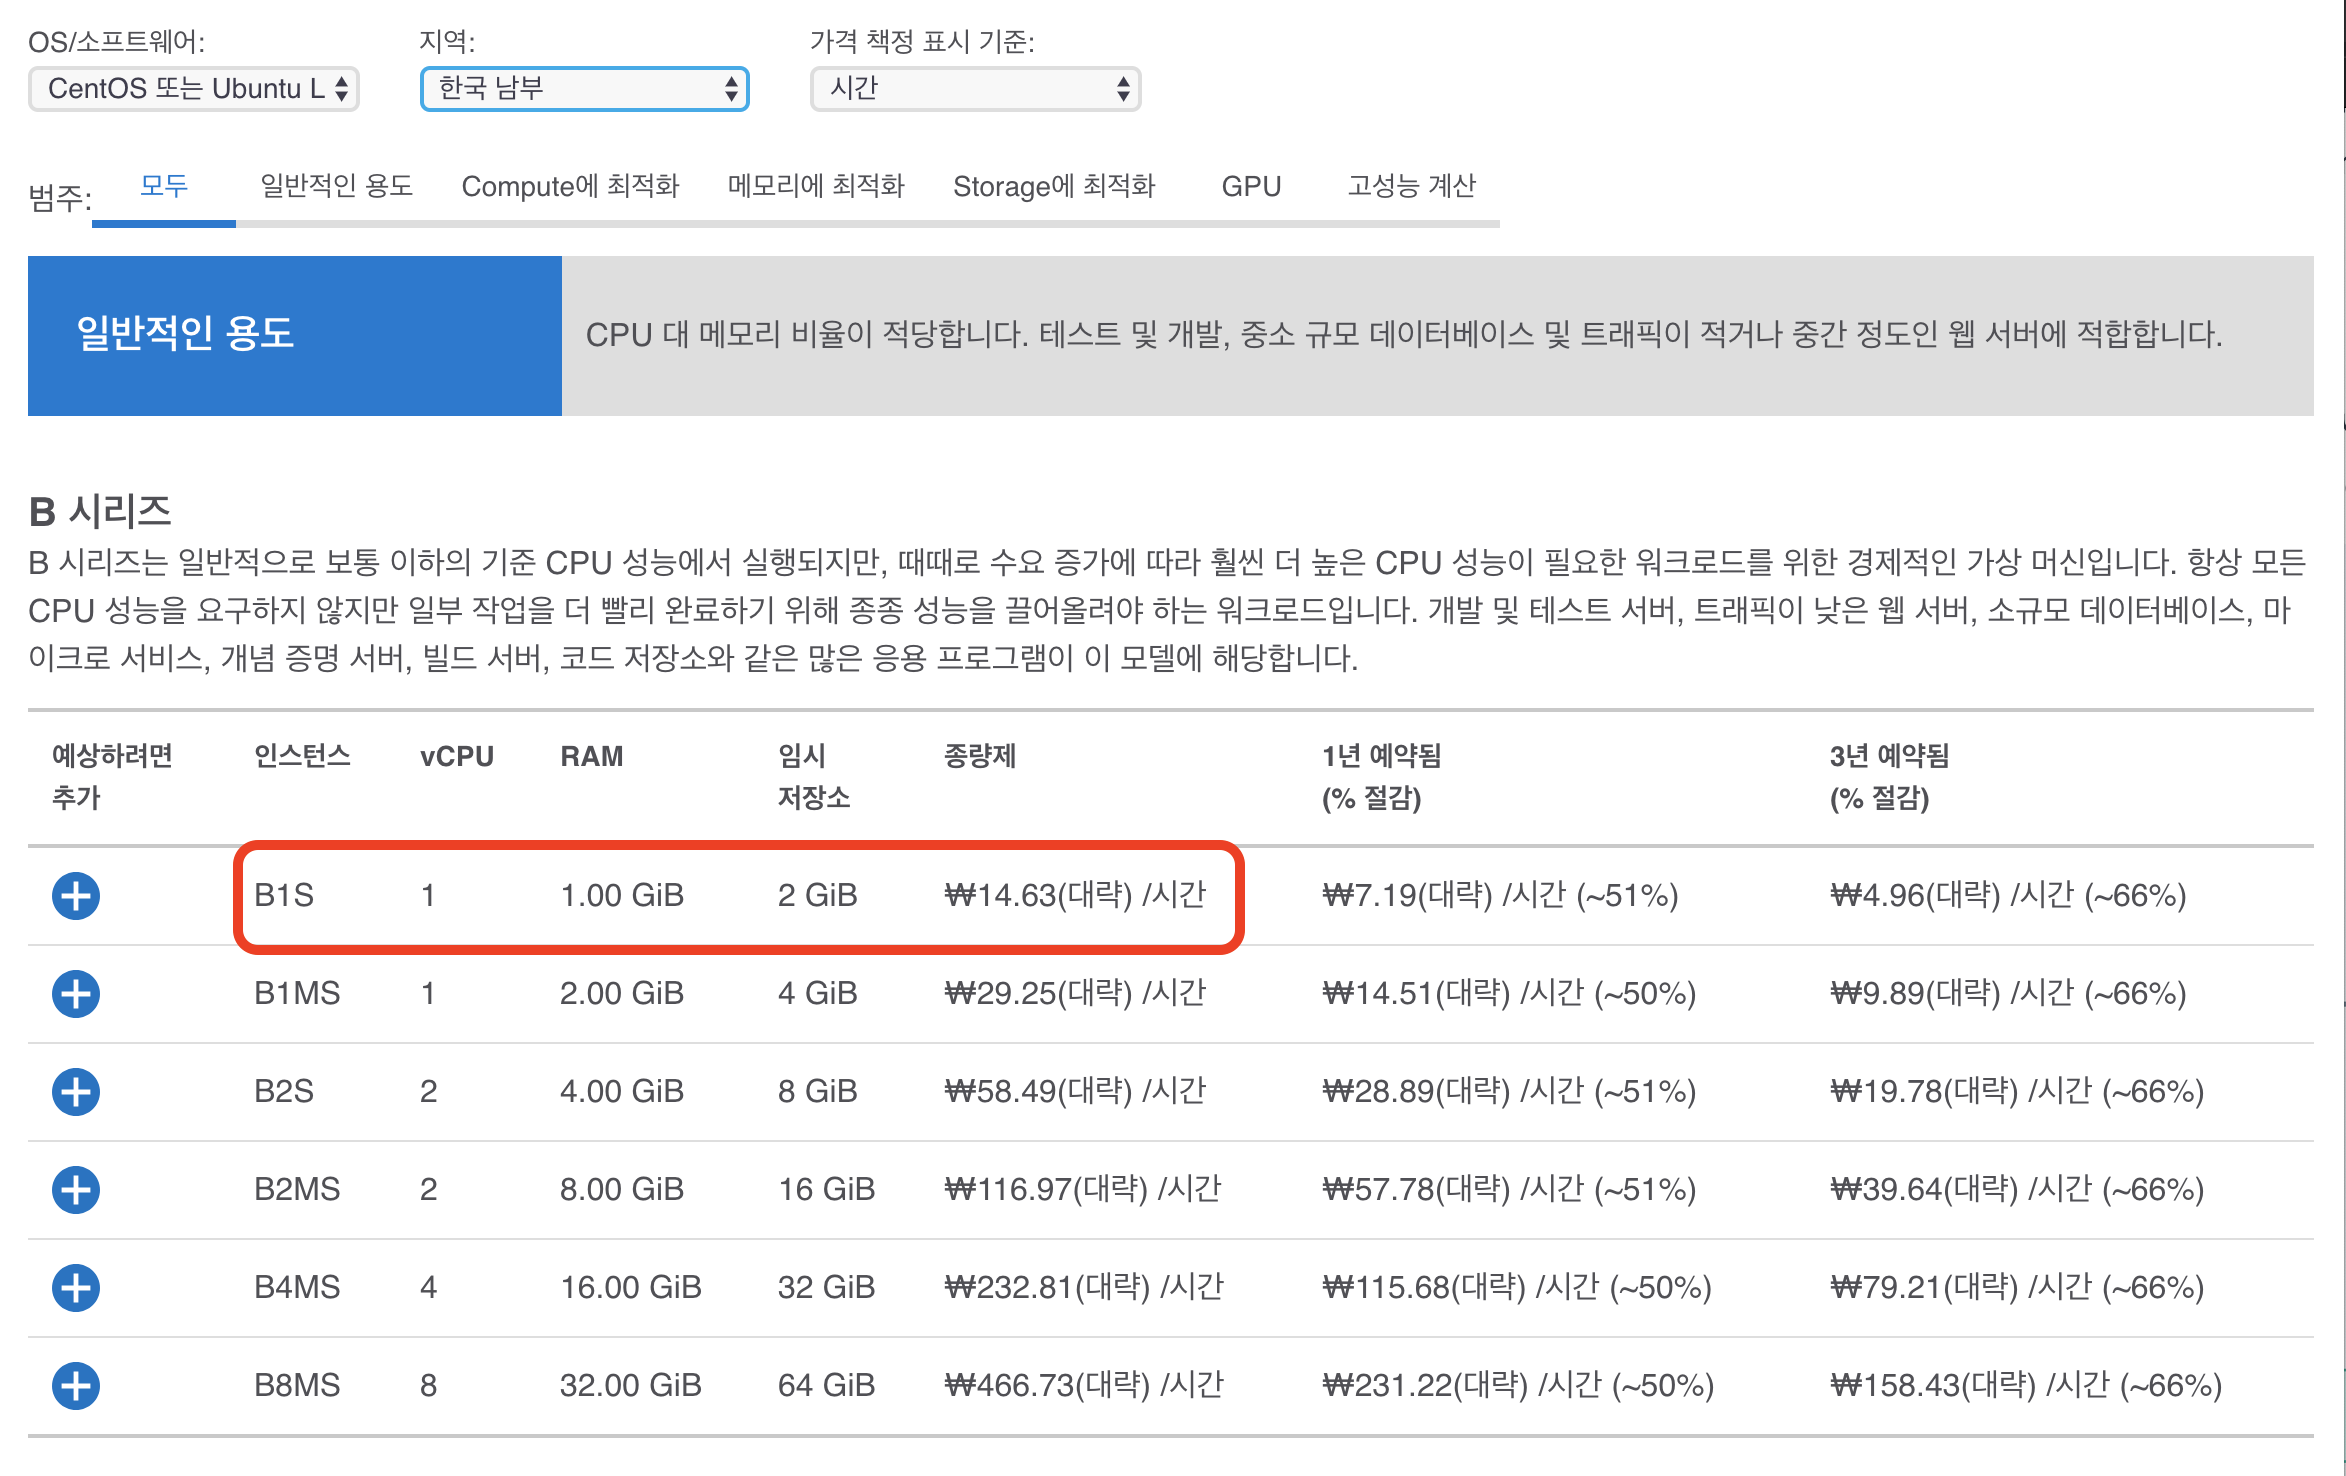 OS/소프트웨어: 지역: 가격 책정 표시 기준:
CentOS 또는 Ubuntu L 한국 남부 시간
범주: 모두 일반적인 용도 Compute에 최적화 메모리에 최적화 Storage에 최적화 GPU 고성능 계산
일반적인 용도 CPU 대 메모리 비율이 적당합니다. 테스트 및 개발, 중소 규모 데이터베이스 및 트래픽이 적거나 중간 정도인 웹 서버에 적합합니다.
B 시리즈
B 시리즈는 일반적으로 보통 이하의 기준 CPU 성능에서 실행되지만, 때때로 수요 증가에 따라 훨씬 더 높은 CPU 성능이 필요한 워크로드를 위한 경제적인 가상 머신입니다. 항상 모든
CPU 성능을 요구하지 않지만 일부 작업을 더 빨리 완료하기 위해 종종 성능을 끌어올려야 하는 워크로드입니다. 개발 및 테스트 서버, 트래픽이 낮은 웹 서버, 소규모 데이터베이스, 마
이크로 서비스, 개념 증명 서버, 빌드 서버, 코드 저장소와 같은 많은 응용 프로그램이 이 모델에 해당합니다.
예상하려면 인스턴스 vCPU RAM 임시 종량제 1년 예약됨 3년 예약됨
추가 저장소 (% 절감) (% 절감)
B1S 1 1.00 GiB 2 GiB ₩14.63(대략) /시간 ₩7.19(대략) /시간 (~51%) ₩4.96(대략) /시간 (~66%)
B1MS 1 2.00 GiB 4 GiB ₩29.25(대략) /시간 ₩14.51(대략) /시간 (~50%) ₩9.89(대략) /시간 (~66%)
B2S 2 4.00 GiB 8 GiB ₩58.49(대략) /시간 ₩28.89(대략) /시간 (~51%) ₩19.78(대략) /시간 (~66%)
B2MS 2 8.00 GiB 16 GiB ₩116.97(대략) /시간 ₩57.78(대략) /시간 (~51%) ₩39.64(대략) /시간 (~66%)
B4MS 4 16.00 GiB 32 GiB ₩232.81(대략) /시간 ₩115.68(대략) /시간 (~50%) ₩79.21(대략) /시간 (~66%)
B8MS 8 32.00 GiB 64 GiB ₩466.73(대략) /시간 ₩231.22(대략) /시간 (~50%) ₩158.43(대략) /시간 (~66%)